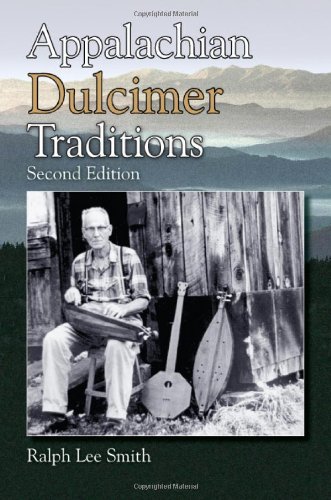 Appalachian
Dulcimer
Traditions
Second Edition
Ralph Lee Smith